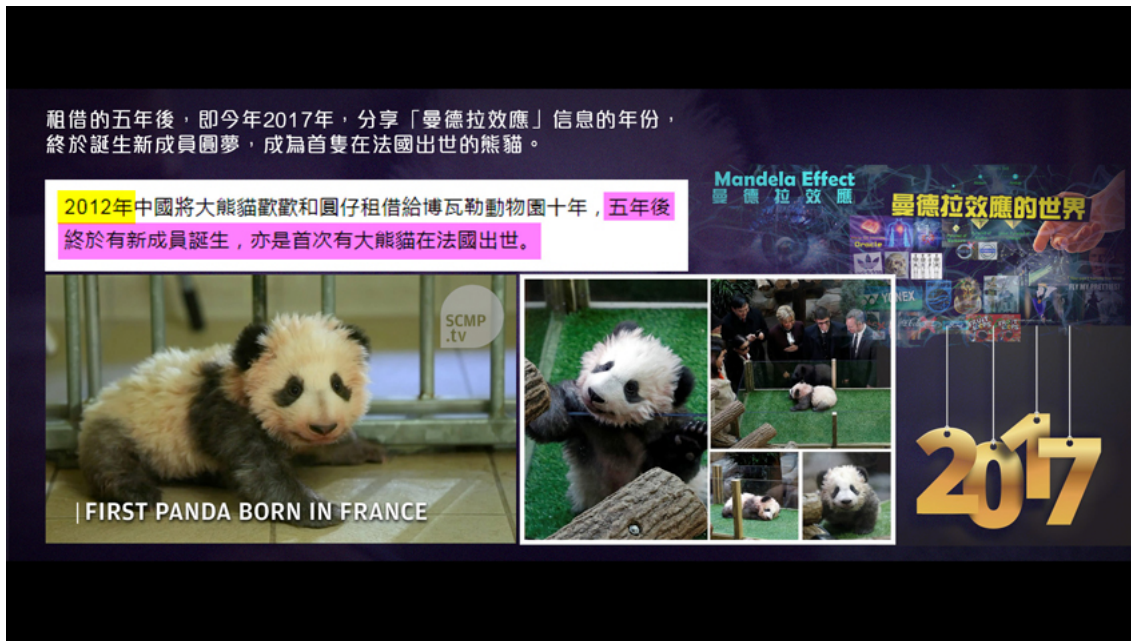 租借的五年後，即今年2017年，分享「曼德拉效應」信息的年份，
終於誕生新成員圓夢，成為首隻在法國出世的熊貓。
2012年中國將大熊貓歡歡和圓仔租借給博瓦勒動物園十年，五年後
終於有新成員誕生，亦是首次有大熊貓在法國出世。
Mandela Effect
曼德拉效應
曼德拉效應的世界
Oracle
YONEX
FLY MY PRETTIES!
SCMP
.tv
FIRST PANDA BORN IN FRANCE
2017